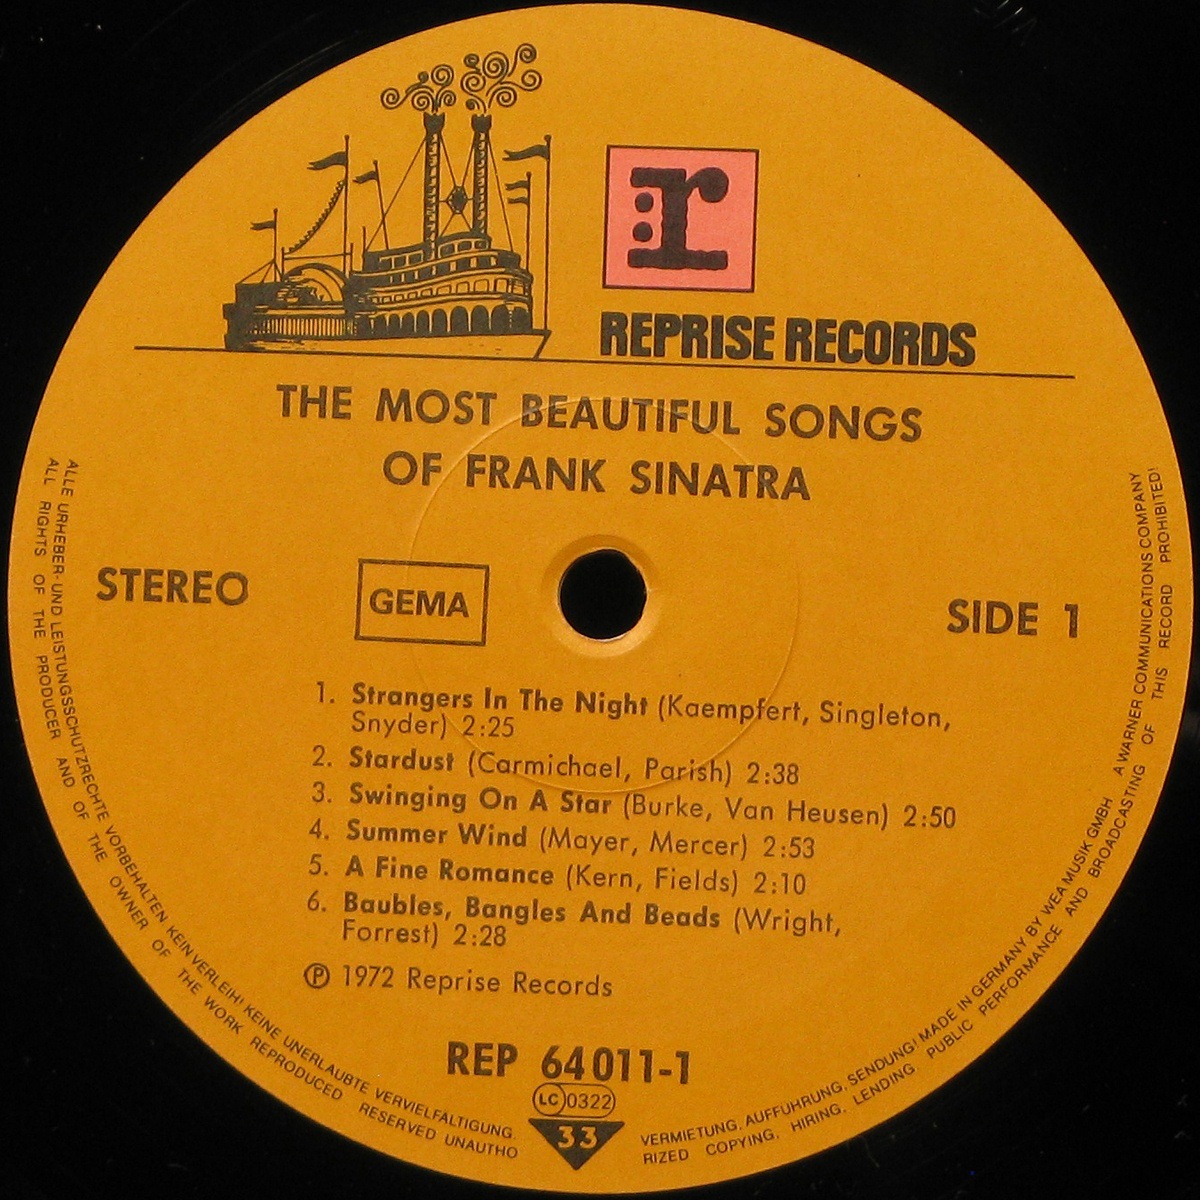 r
REPRISE RECORDS
THE MOST BEAUTIFUL SONGS
OF FRANK SINATRA
STEREO
GEMA
SIDE 1
1. Strangers In The Night (Kaempfert, Singleton,
Snyder) 2:25
2. Stardust (Carmichael, Parish) 2:38
3. Swinging On A Star (Burke, Van Heusen) 2:50
4. Summer Wind (Mayer, Mercer) 2:53
5. A Fine Romance (Kern, Fields) 2:10
6. Baubles, Bangles And Beads (Wright,
Forrest) 2:28
Ⓟ 1972 Reprise Records
REP 64011-1
LC 0322
33
ALLE URHEBER- UND LEISTUNGSSCHUTZRECHTE VORBEHALTEN KEIN VERLEIH! KEINE UNERLAUBTE VERVIELFÄLTIGUNG, VERMIETUNG, AUFFÜHRUNG, SENDUNG! MADE IN GERMANY BY WEA MUSIK GMBH A WARNER COMMUNICATIONS COMPANY
ALL RIGHTS OF THE PRODUCER AND OF THE OWNER OF THE WORK REPRODUCED RESERVED UNAUTHORIZED COPYING, HIRING, LENDING PUBLIC PERFORMANCE AND BROADCASTING OF THIS RECORD PROHIBITED!